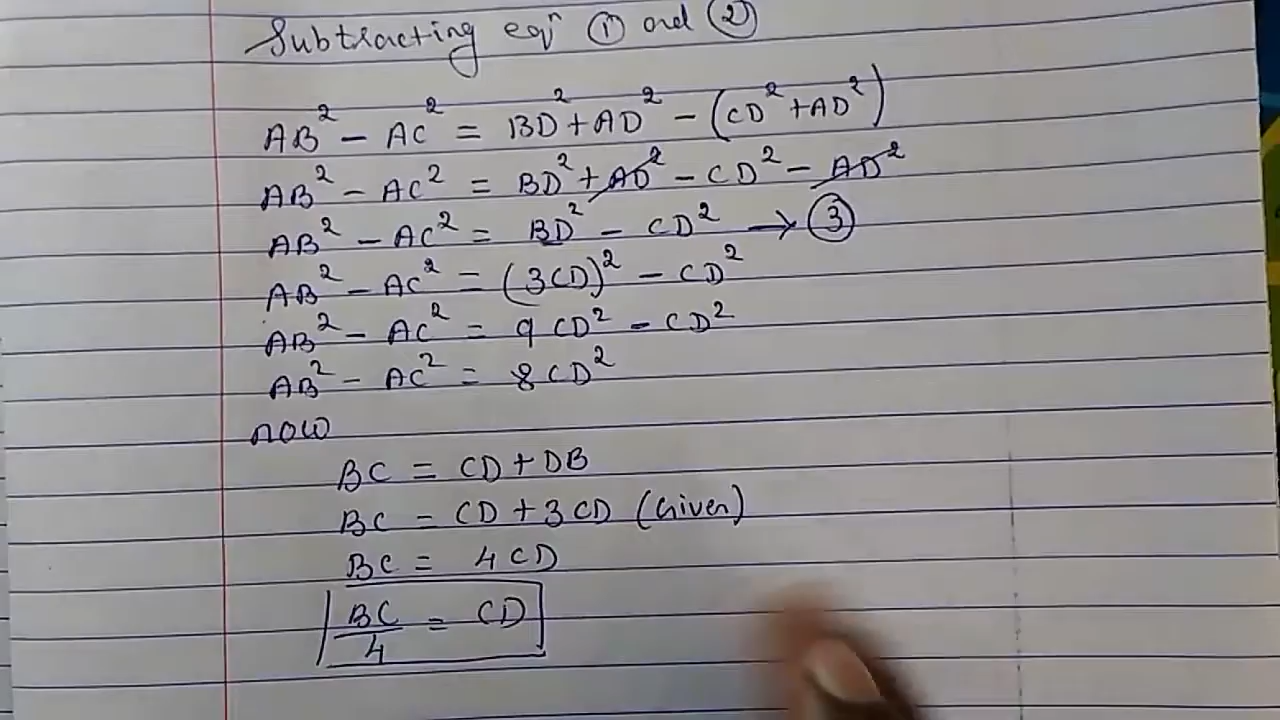 Subtracting eqⁿ ① and ②
AB² - AC² = BD² + AD² - (CD² + AD²)
AB² - AC² = BD² + AD² - CD² - AD²
AB² - AC² = BD² - CD² → ③
AB² - AC² = (3CD)² - CD²
AB² - AC² = 9CD² - CD²
AB² - AC² = 8CD²
now
BC = CD + DB
BC = CD + 3CD (Given)
BC = 4CD
BC/4 = CD